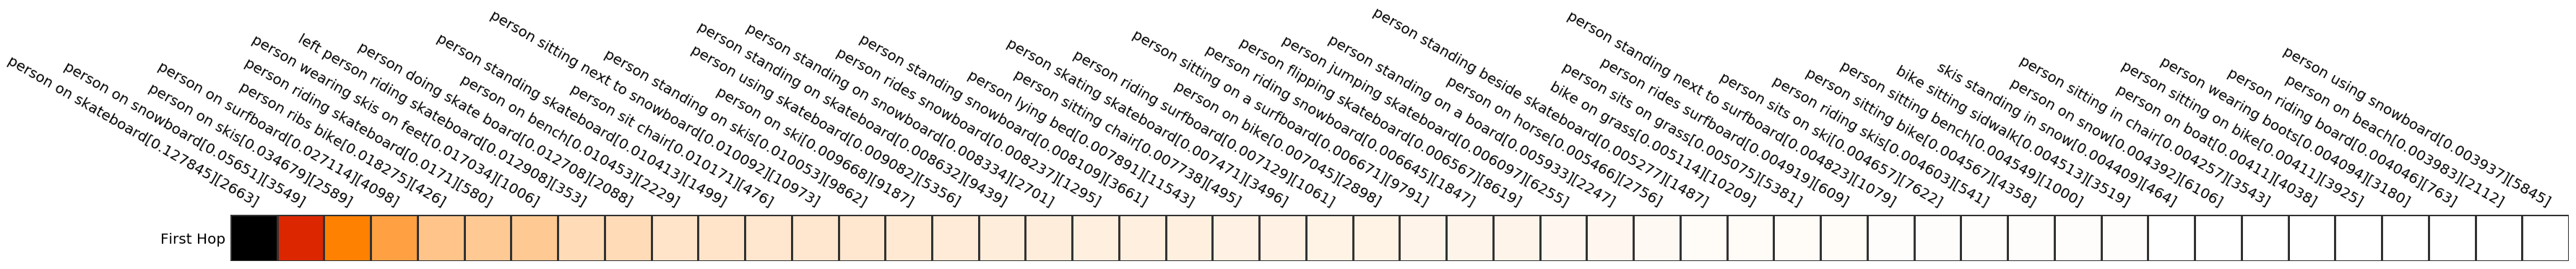 person on skateboard[0.127845][2663]
person on snowboard[0.05651][3549]
person on skis[0.034679][2589]
person on surfboard[0.02711][4098]
person on ribs bike[0.018275][426]
person riding skateboard[0.0171][580]
person wearing skis on feet[0.017034][1006]
left person riding skateboard[0.012908][353]
person doing skate board[0.012708][2088]
person on bench[0.010453][2229]
person standing skateboard[0.010413][1499]
person sit chair[0.010171][476]
person sitting next to snowboard[0.010092][10973]
person standing on skis[0.010053][9862]
person on ski[0.009668][9187]
person using skateboard[0.009082][5356]
person standing on skateboard[0.008632][9439]
person standing on snowboard[0.008334][2701]
person rides snowboard[0.008237][1295]
person standing snowboard[0.008109][3661]
person lying bed[0.007891][11543]
person sitting chair[0.007738][495]
person skating skateboard[0.007471][3496]
person riding surfboard[0.007129][1061]
person on bike[0.007045][2898]
person sitting on a surfboard[0.006671][9791]
person riding snowboard[0.006645][1847]
person flipping skateboard[0.006567][8619]
person jumping skateboard[0.006097][6255]
person standing on a board[0.005933][2247]
person on horse[0.005466][2756]
person standing beside skateboard[0.005277][1487]
bike on grass[0.005114][10209]
person sits on grass[0.005075][5381]
person rides surfboard[0.004919][609]
person standing next to surfboard[0.004823][1079]
person sits on ski[0.004657][7622]
person riding skis[0.004603][541]
person sitting bike[0.004567][4358]
person sitting bench[0.004549][1000]
bike sitting sidwalk[0.004513][3519]
skis standing in snow[0.004409][464]
person on snow[0.004392][6106]
person sitting in chair[0.004257][3543]
person on boat[0.00411][4038]
person sitting on bike[0.00411][3925]
person wearing boots[0.004094][3180]
person riding board[0.004046][763]
person on beach[0.003983][2112]
person using snowboard[0.003937][5845]
First Hop